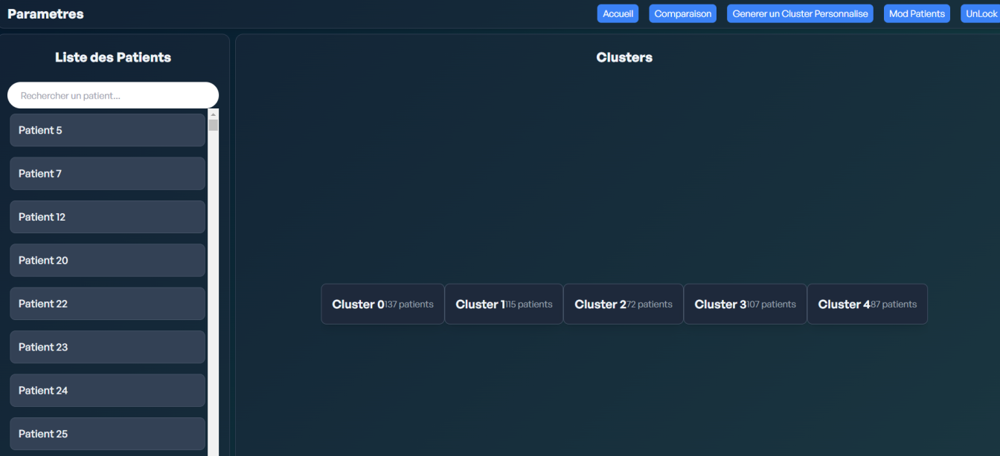 Parametres
Accueil
Comparaison
Generer un Cluster Personnalise
Mod Patients
UnLock
Liste des Patients
Rechercher un patient...
Patient 5
Patient 7
Patient 12
Patient 20
Patient 22
Patient 23
Patient 24
Patient 25
Clusters
Cluster 0 137 patients
Cluster 1 115 patients
Cluster 2 72 patients
Cluster 3 107 patients
Cluster 4 87 patients